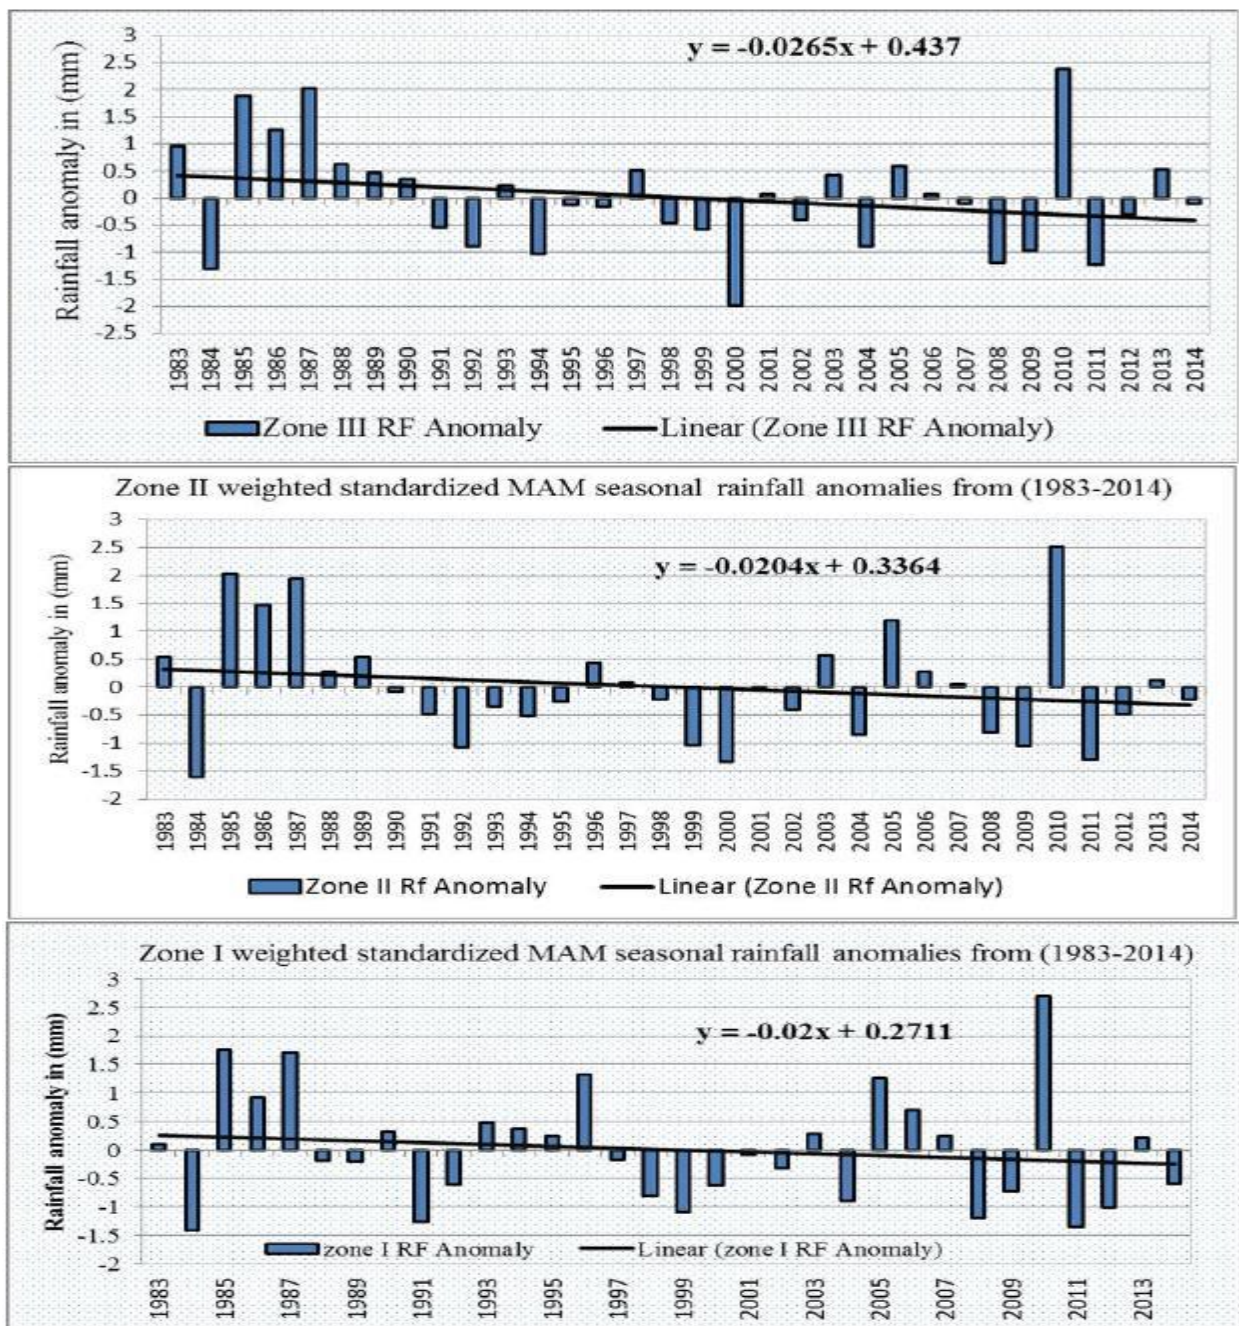 y = -0.0265x + 0.437
Rainfall anomaly in (mm)
3
2.5
2
1.5
1
0.5
0
-0.5
-1
-1.5
-2
-2.5
1983 1984 1985 1986 1987 1988 1989 1990 1991 1992 1993 1994 1995 1996 1997 1998 1999 2000 2001 2002 2003 2004 2005 2006 2007 2008 2009 2010 2011 2012 2013 2014
Zone III RF Anomaly Linear (Zone III RF Anomaly)
Zone II weighted standardized MAM seasonal rainfall anomalies from (1983-2014)
y = -0.0204x + 0.3364
Rainfall anomaly in (mm)
3
2.5
2
1.5
1
0.5
0
-0.5
-1
-1.5
-2
1983 1984 1985 1986 1987 1988 1989 1990 1991 1992 1993 1994 1995 1996 1997 1998 1999 2000 2001 2002 2003 2004 2005 2006 2007 2008 2009 2010 2011 2012 2013 2014
Zone II Rf Anomaly Linear (Zone II Rf Anomaly)
Zone I weighted standardized MAM seasonal rainfall anomalies from (1983-2014)
y = -0.02x + 0.2711
Rainfall anomaly in (mm)
3
2.5
2
1.5
1
0.5
0
-0.5
-1
-1.5
-2
zone I RF Anomaly Linear (zone I RF Anomaly)
1983 1985 1987 1989 1991 1993 1995 1997 1999 2001 2003 2005 2007 2009 2011 2013